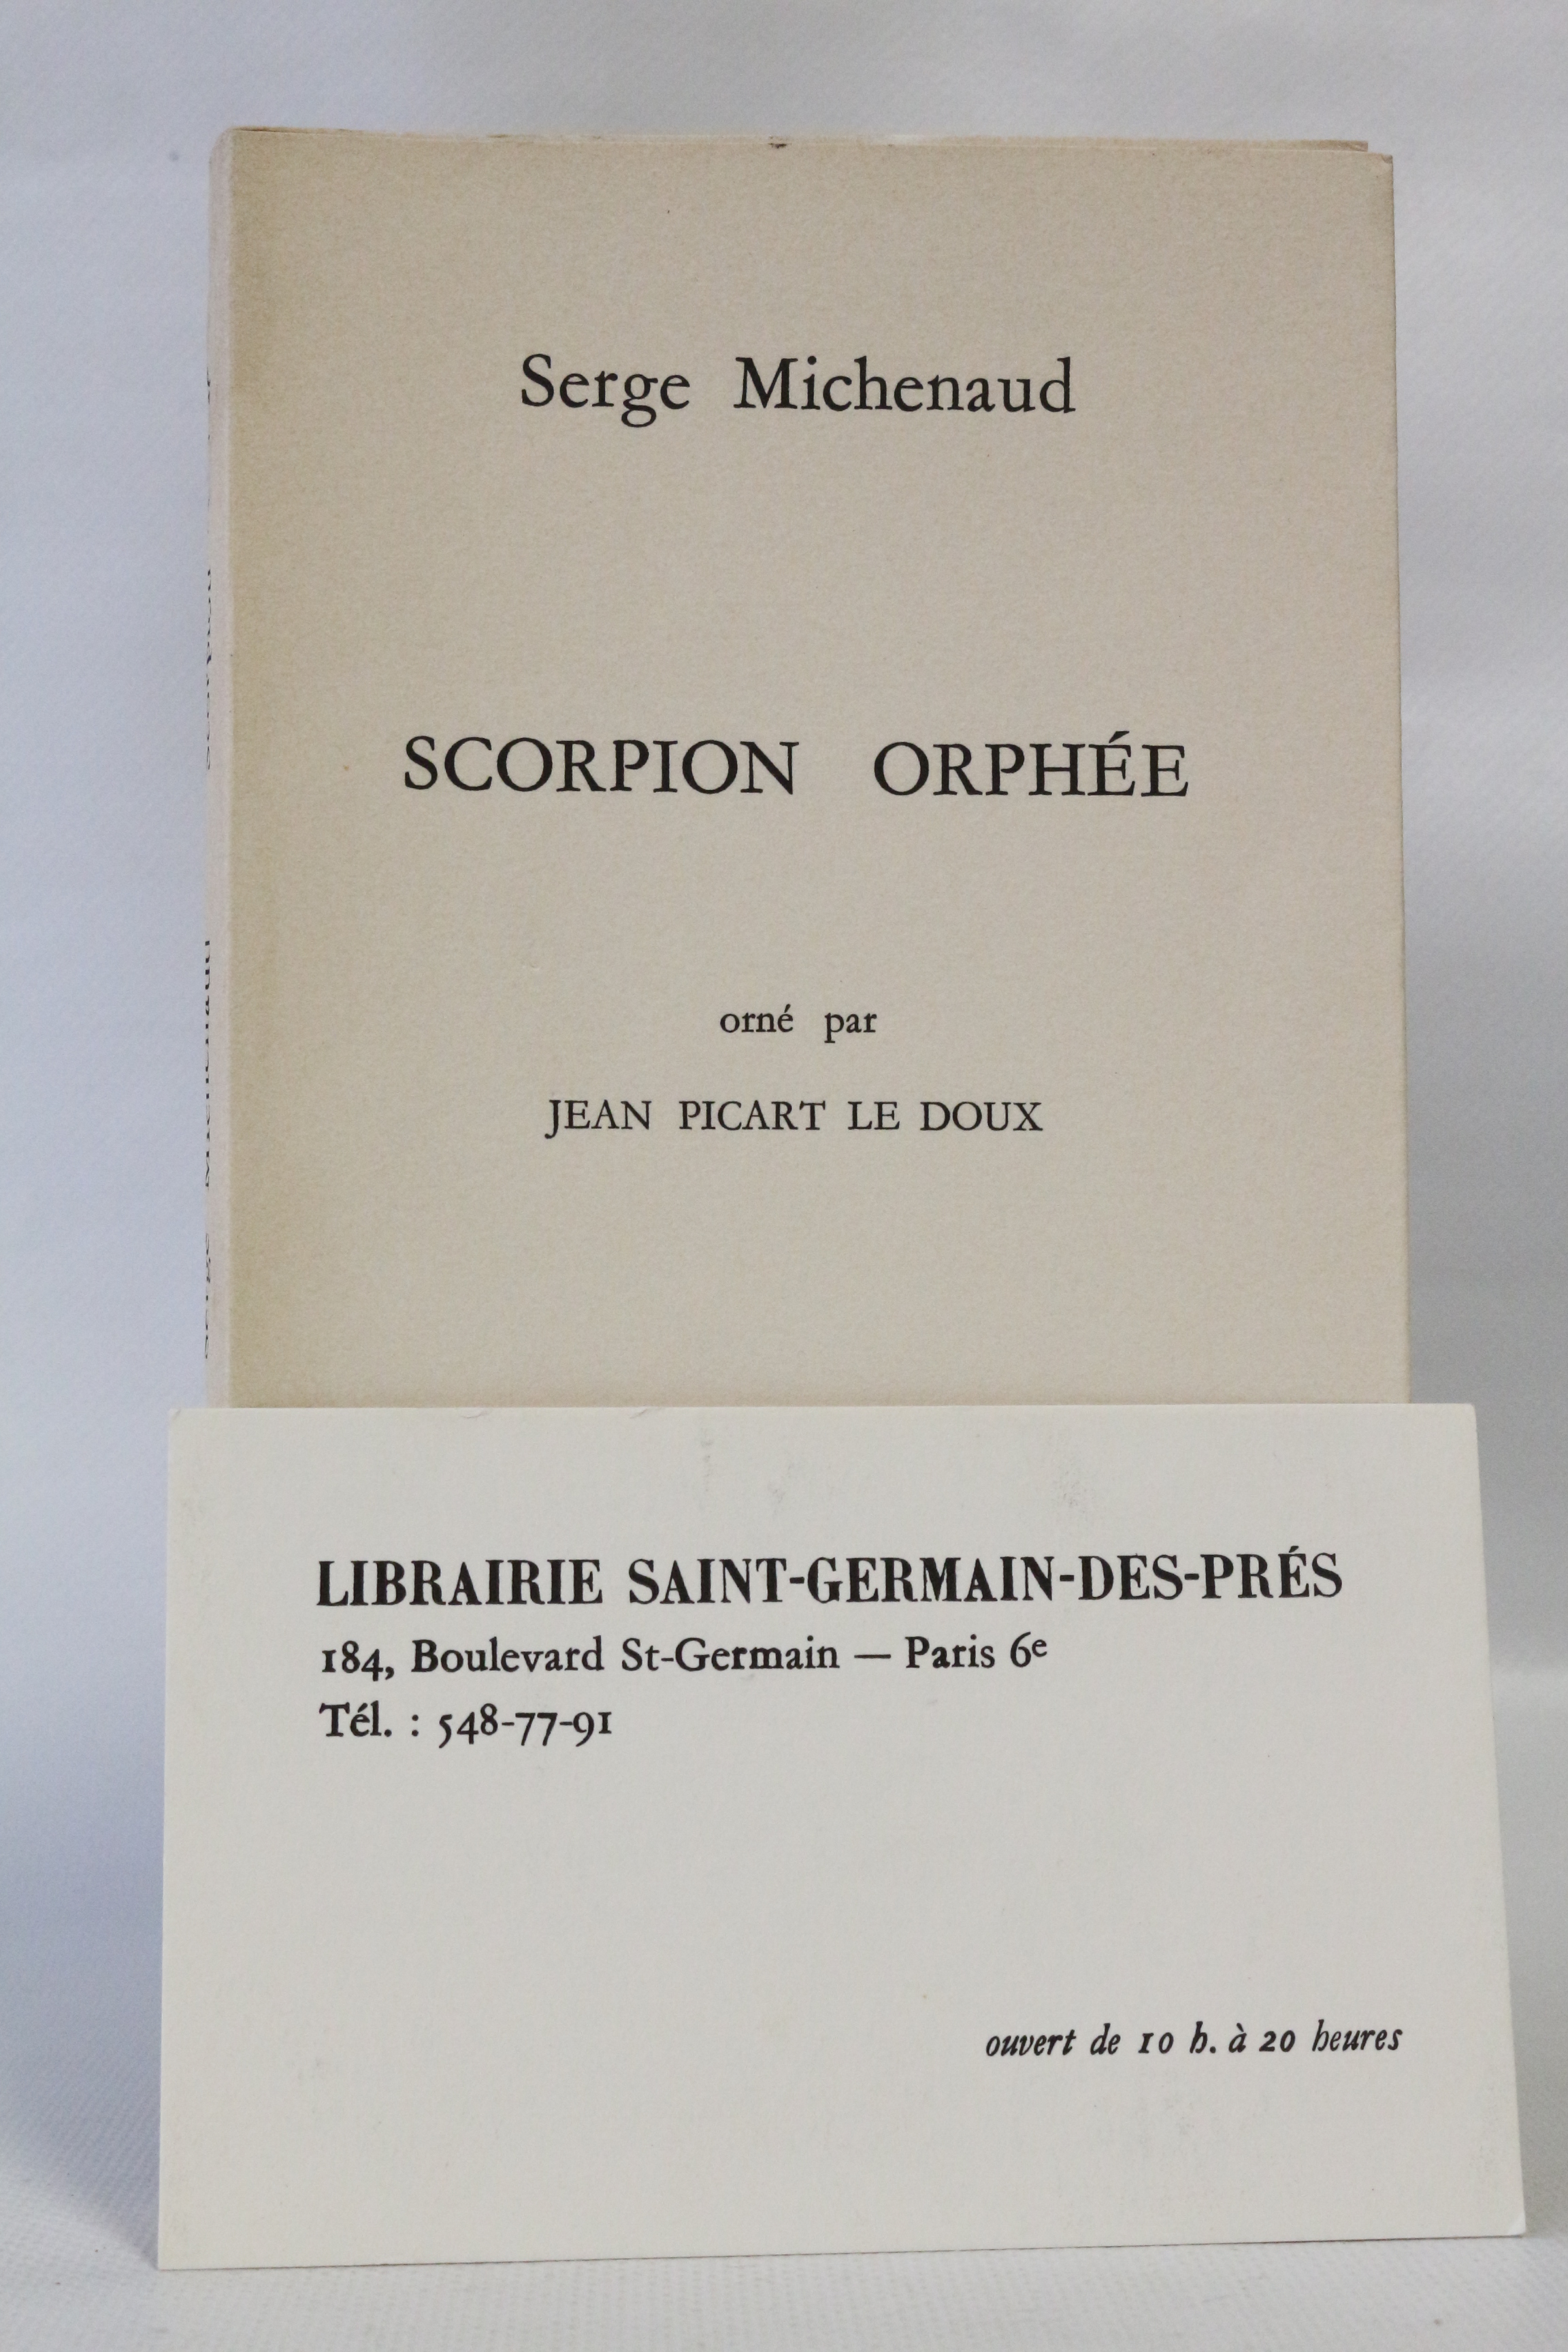 Serge Michenaud
SCORPION ORPHÉE
orné par
JEAN PICART LE DOUX
LIBRAIRIE SAINT-GERMAIN-DES-PRÉS
184, Boulevard St-Germain — Paris 6e
Tél. : 548-77-91
ouvert de 10 h. à 20 heures